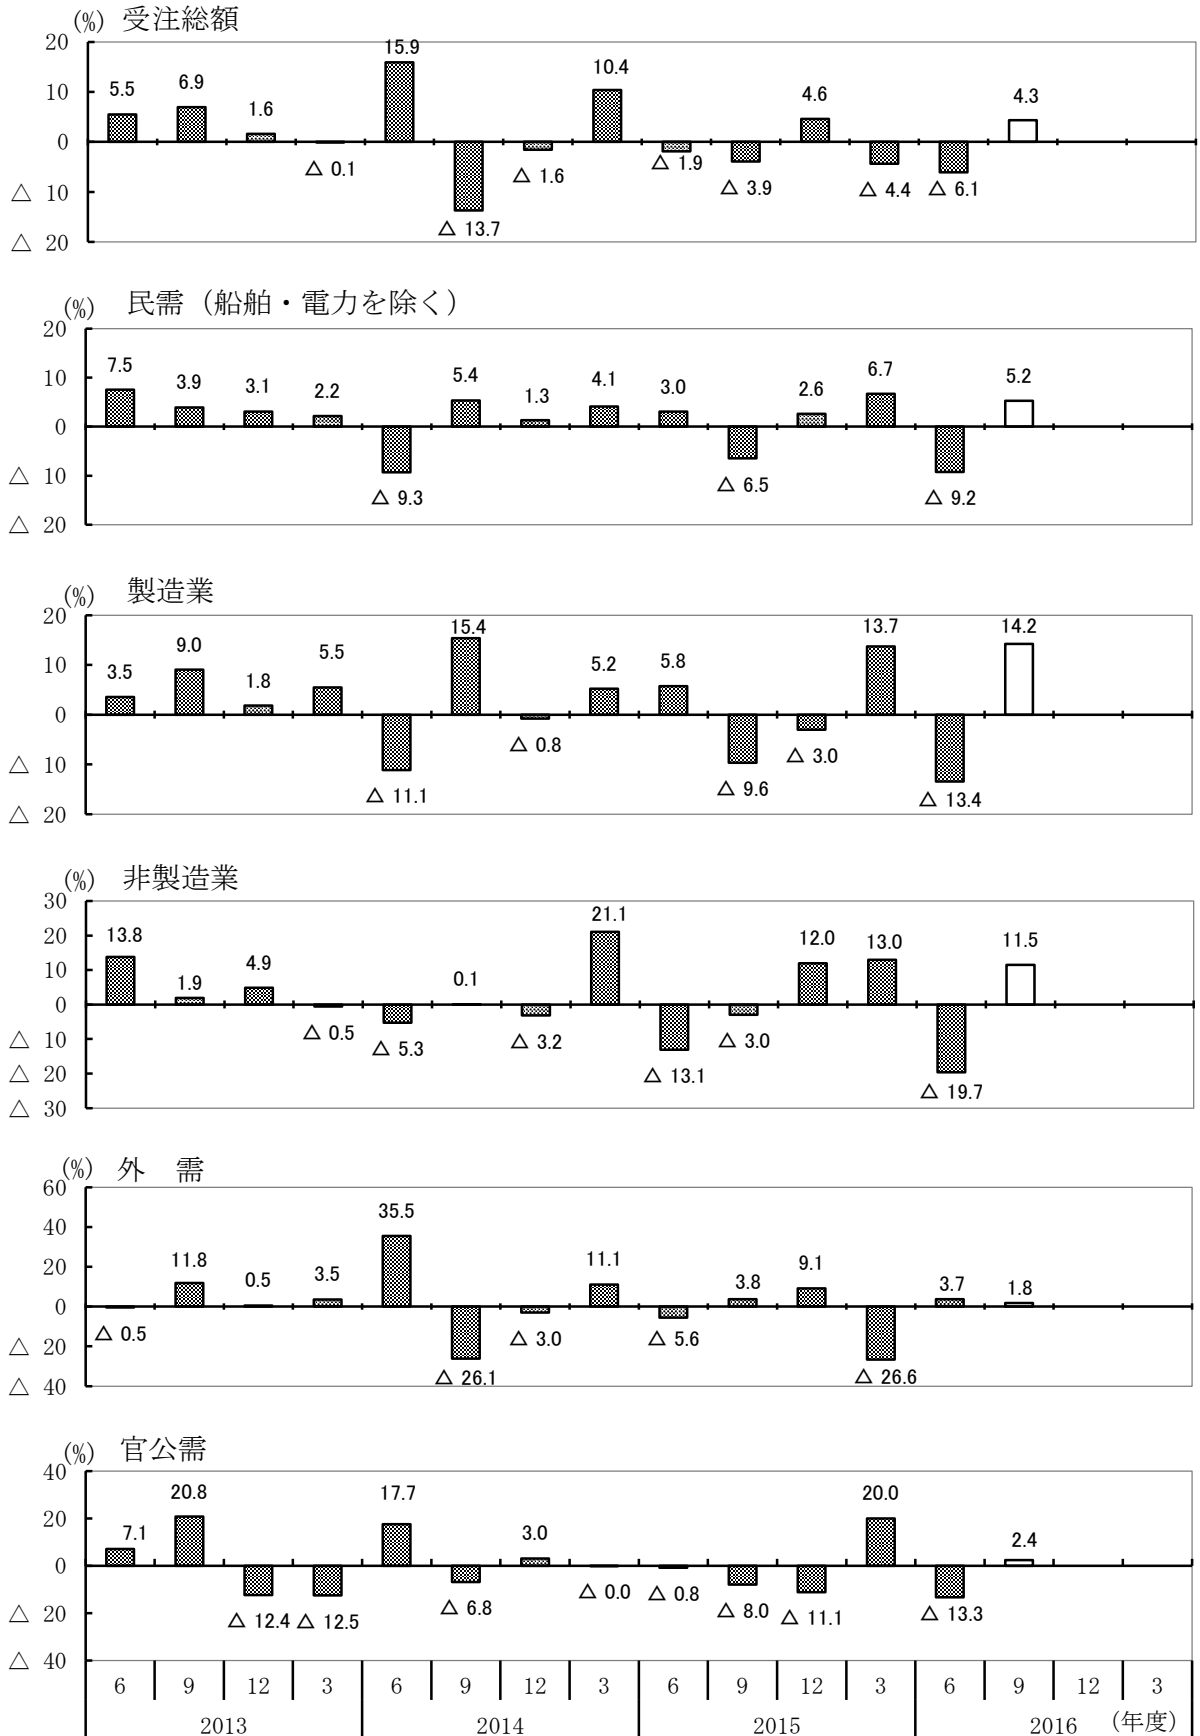 (%) 受注総額
20
10
0
△ 10
△ 20
5.5 6.9 1.6 △ 0.1 15.9 △ 13.7 △ 1.6 10.4 △ 1.9 △ 3.9 4.6 △ 4.4 △ 6.1 4.3
(%) 民需（船舶・電力を除く）
20
10
0
△ 10
△ 20
7.5 3.9 3.1 2.2 △ 9.3 5.4 1.3 4.1 3.0 △ 6.5 2.6 6.7 △ 9.2 5.2
(%) 製造業
20
10
0
△ 10
△ 20
3.5 9.0 1.8 5.5 △ 11.1 15.4 △ 0.8 5.2 5.8 △ 9.6 △ 3.0 13.7 △ 13.4 14.2
(%) 非製造業
30
20
10
0
△ 10
△ 20
△ 30
13.8 1.9 4.9 △ 0.5 △ 5.3 0.1 △ 3.2 21.1 △ 13.1 △ 3.0 12.0 13.0 △ 19.7 11.5
(%) 外　需
60
40
20
0
△ 20
△ 40
△ 0.5 11.8 0.5 3.5 35.5 △ 26.1 △ 3.0 11.1 △ 5.6 3.8 9.1 △ 26.6 3.7 1.8
(%) 官公需
40
20
0
△ 20
△ 40
7.1 20.8 △ 12.4 △ 12.5 17.7 △ 6.8 3.0 △ 0.0 △ 0.8 △ 8.0 △ 11.1 20.0 △ 13.3 2.4
6 9 12 3 6 9 12 3 6 9 12 3 6 9 12 3
2013 2014 2015 2016 （年度）